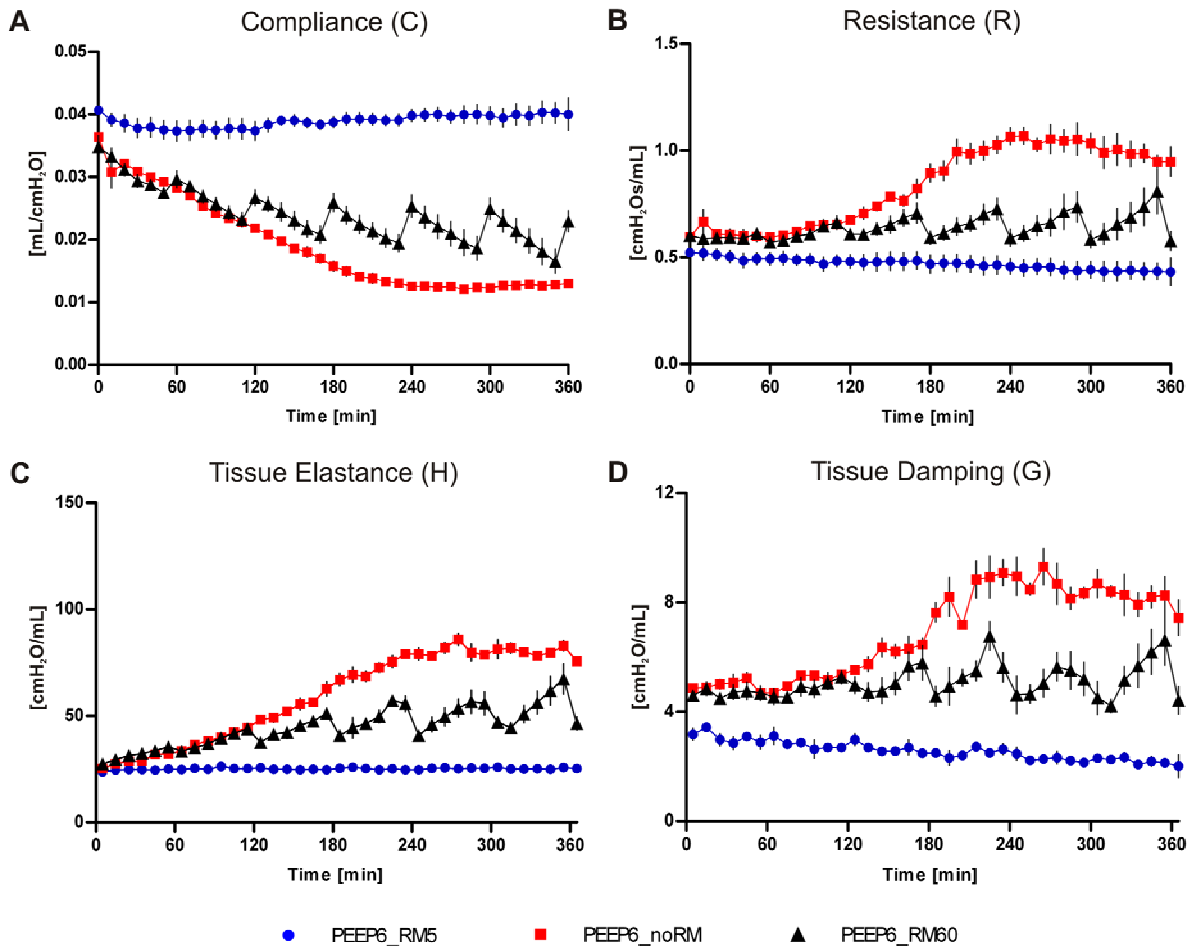 A Compliance (C)
[mL/cmH₂O]
0.05
0.04
0.03
0.02
0.01
0.00
0 60 120 180 240 300 360
Time [min]
B Resistance (R)
[cmH₂Os/mL]
1.5
1.0
0.5
0.0
0 60 120 180 240 300 360
Time [min]
C Tissue Elastance (H)
[cmH₂O/mL]
150
100
50
0
0 60 120 180 240 300 360
Time [min]
D Tissue Damping (G)
[cmH₂O/mL]
12
8
4
0
0 60 120 180 240 300 360
Time [min]
PEEP6_RM5 PEEP6_noRM PEEP6_RM60